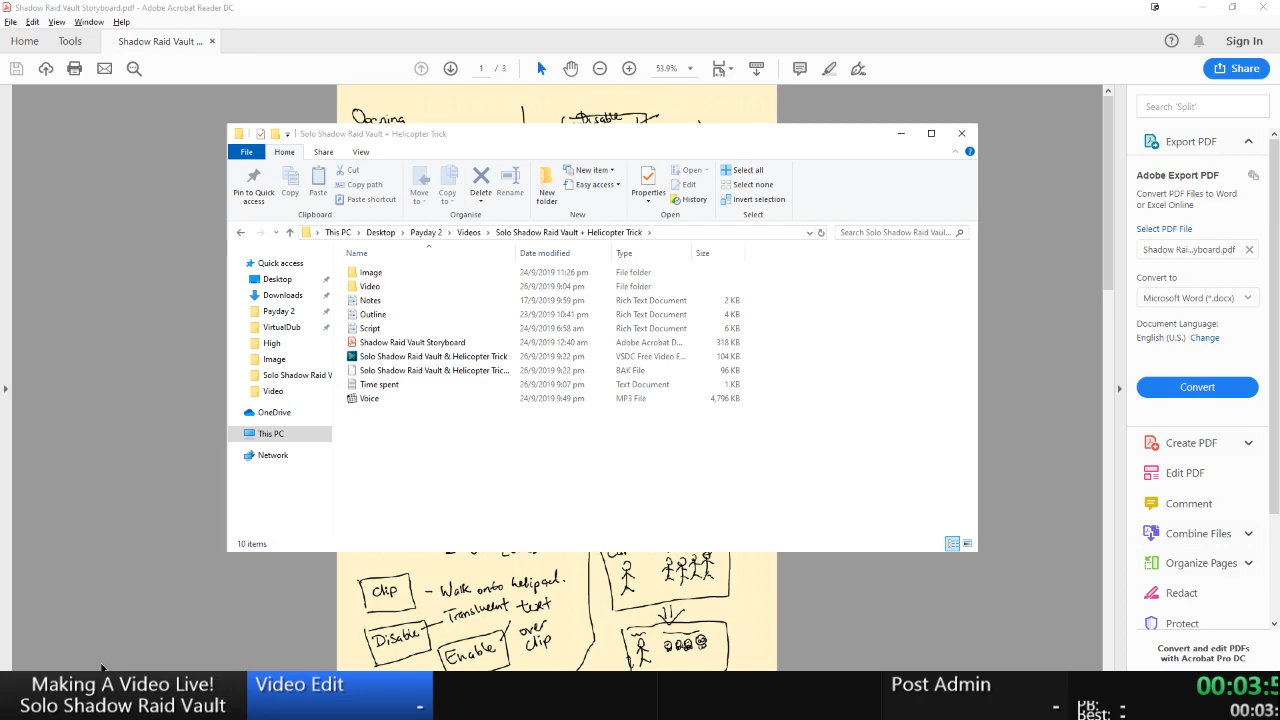 Shadow Raid Vault Storyboard.pdf - Adobe Acrobat Reader DC
File Edit View Window Help
Home Tools Shadow Raid Vault ... × Sign In
1 / 3 53.9% Share
Opening Disable
Search 'Split'
Solo Shadow Raid Vault + Helicopter Trick
File Home Share View
Pin to Quick access Copy Paste Cut Copy path Paste shortcut Move to Copy to Delete Rename New folder New item Easy access Properties Open Edit History Select all Select none Invert selection
Clipboard Organise New Open Select
This PC > Desktop > Payday 2 > Videos > Solo Shadow Raid Vault + Helicopter Trick >
Search Solo Shadow Raid Vaul...
Name Date modified Type Size
Quick access
Desktop
Downloads
Payday 2
VirtualDub
High
Image
Solo Shadow Raid V
Video
OneDrive
This PC
Network
Image 24/9/2019 11:26 pm File folder
Video 26/9/2019 9:04 pm File folder
Notes 17/9/2019 9:59 pm Rich Text Document 2 KB
Outline 23/9/2019 10:41 pm Rich Text Document 4 KB
Script 24/9/2019 6:58 am Rich Text Document 6 KB
Shadow Raid Vault Storyboard 24/9/2019 12:40 am Adobe Acrobat D... 318 KB
Solo Shadow Raid Vault & Helicopter Trick 26/9/2019 9:22 pm VSDC Free Video E... 104 KB
Solo Shadow Raid Vault & Helicopter Tric... 26/9/2019 9:22 pm BAK File 96 KB
Time spent 26/9/2019 9:07 pm Text Document 1 KB
Voice 24/9/2019 9:49 pm MP3 File 4,796 KB
10 items
Export PDF
Adobe Export PDF
Convert PDF Files to Word
or Excel Online
Select PDF File
Shadow Rai...yboard.pdf ×
Convert to
Microsoft Word (*.docx)
Document Language:
English (U.S.) Change
Convert
Create PDF
Edit PDF
Comment
Combine Files
Organize Pages
Redact
Protect
Convert and edit PDFs
with Acrobat Pro DC
Clip - Walk onto helipad.
Disable - Translucent text
Enable over
clip
Making A Video Live!
Solo Shadow Raid Vault
Video Edit
-
Post Admin
-
00:03:5
PB: -
Best: -
00:03: